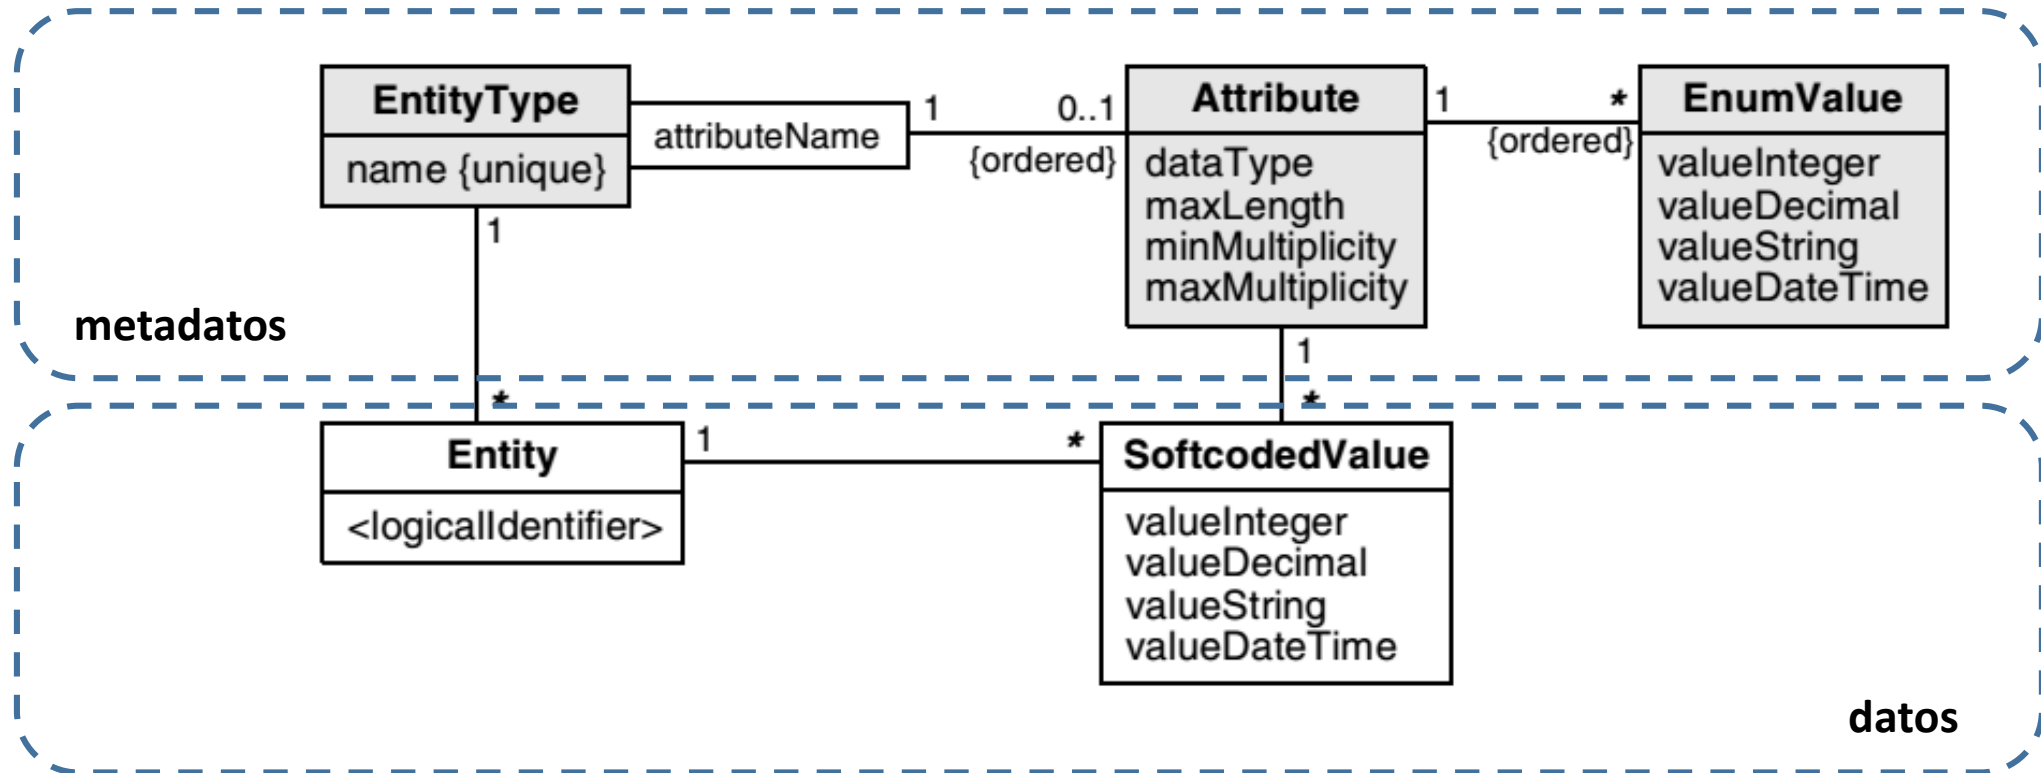 EntityType
name {unique}
attributeName
1
0..1
{ordered}
Attribute
dataType
maxLength
minMultiplicity
maxMultiplicity
1
*
{ordered}
EnumValue
valueInteger
valueDecimal
valueString
valueDateTime
1
metadatos
1
*
*
Entity
<logicalIdentifier>
1
*
SoftcodedValue
valueInteger
valueDecimal
valueString
valueDateTime
datos